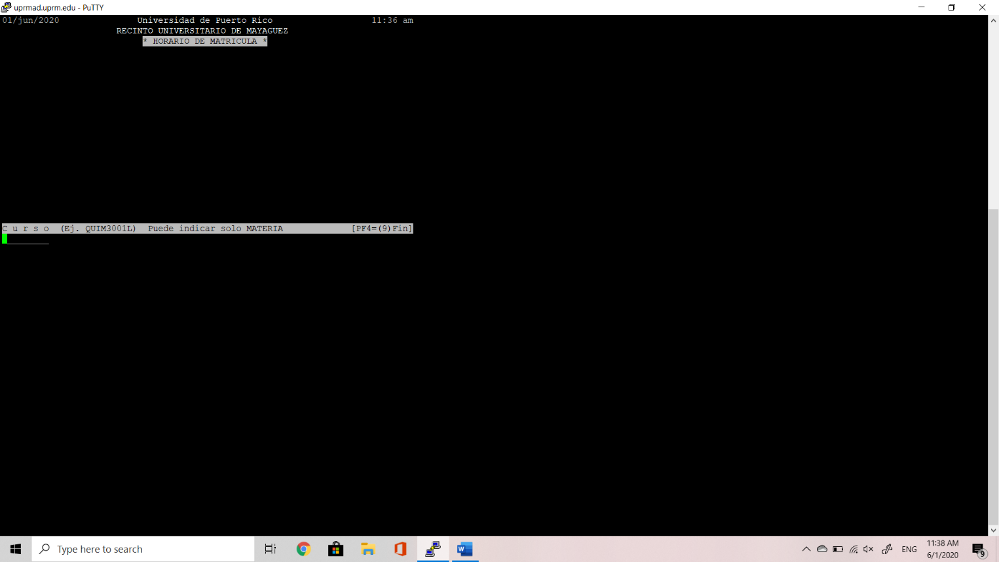 uprmad.uprm.edu - PuTTY
01/jun/2020 Universidad de Puerto Rico 11:36 am
RECINTO UNIVERSITARIO DE MAYAGUEZ
* HORARIO DE MATRICULA *
C u r s o (Ej. QUIM3001L) Puede indicar solo MATERIA [PF4=(9)Fin]
Type here to search
ENG
11:38 AM
6/1/2020
9